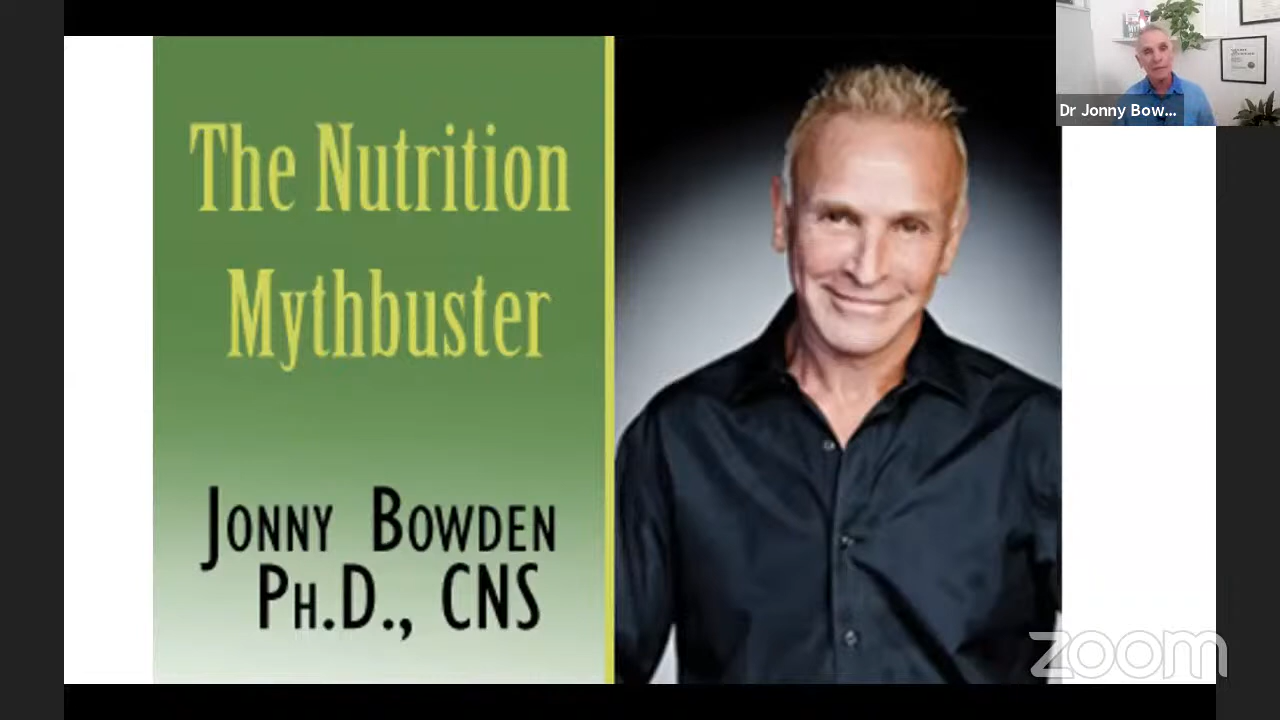 The Nutrition
Mythbuster
JONNY BOWDEN
PH.D., CNS
Dr Jonny Bow...
zoom